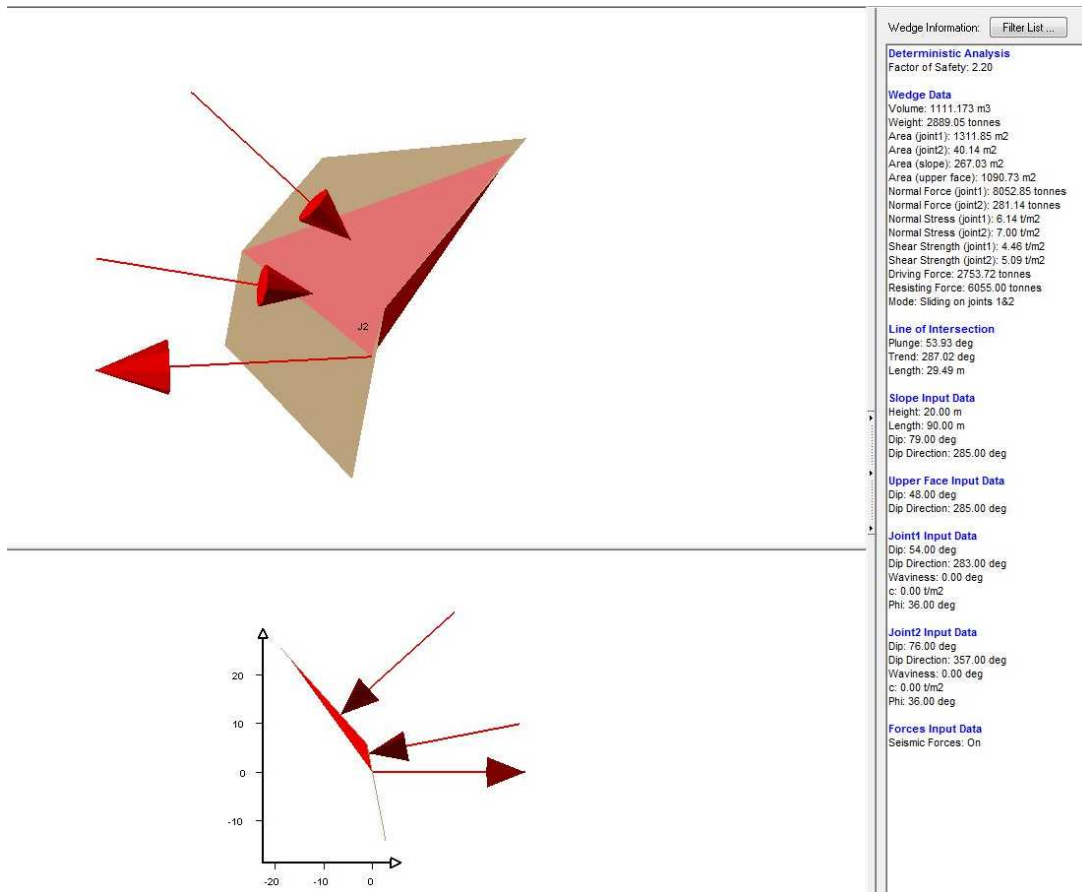 J2
20
10
0
-10
-20 -10 0
Wedge Information: Filter List ...
Deterministic Analysis
Factor of Safety: 2.20
Wedge Data
Volume: 1111.173 m3
Weight: 2889.05 tonnes
Area (joint1): 1311.85 m2
Area (joint2): 40.14 m2
Area (slope): 267.03 m2
Area (upper face): 1090.73 m2
Normal Force (joint1): 8052.85 tonnes
Normal Force (joint2): 281.14 tonnes
Normal Stress (joint1): 6.14 t/m2
Normal Stress (joint2): 7.00 t/m2
Shear Strength (joint1): 4.46 t/m2
Shear Strength (joint2): 5.09 t/m2
Driving Force: 2753.72 tonnes
Resisting Force: 6055.00 tonnes
Mode: Sliding on joints 1&2
Line of Intersection
Plunge: 53.93 deg
Trend: 287.02 deg
Length: 29.49 m
Slope Input Data
Height: 20.00 m
Length: 90.00 m
Dip: 79.00 deg
Dip Direction: 285.00 deg
Upper Face Input Data
Dip: 48.00 deg
Dip Direction: 285.00 deg
Joint1 Input Data
Dip: 54.00 deg
Dip Direction: 283.00 deg
Waviness: 0.00 deg
c: 0.00 t/m2
Phi: 36.00 deg
Joint2 Input Data
Dip: 76.00 deg
Dip Direction: 357.00 deg
Waviness: 0.00 deg
c: 0.00 t/m2
Phi: 36.00 deg
Forces Input Data
Seismic Forces: On